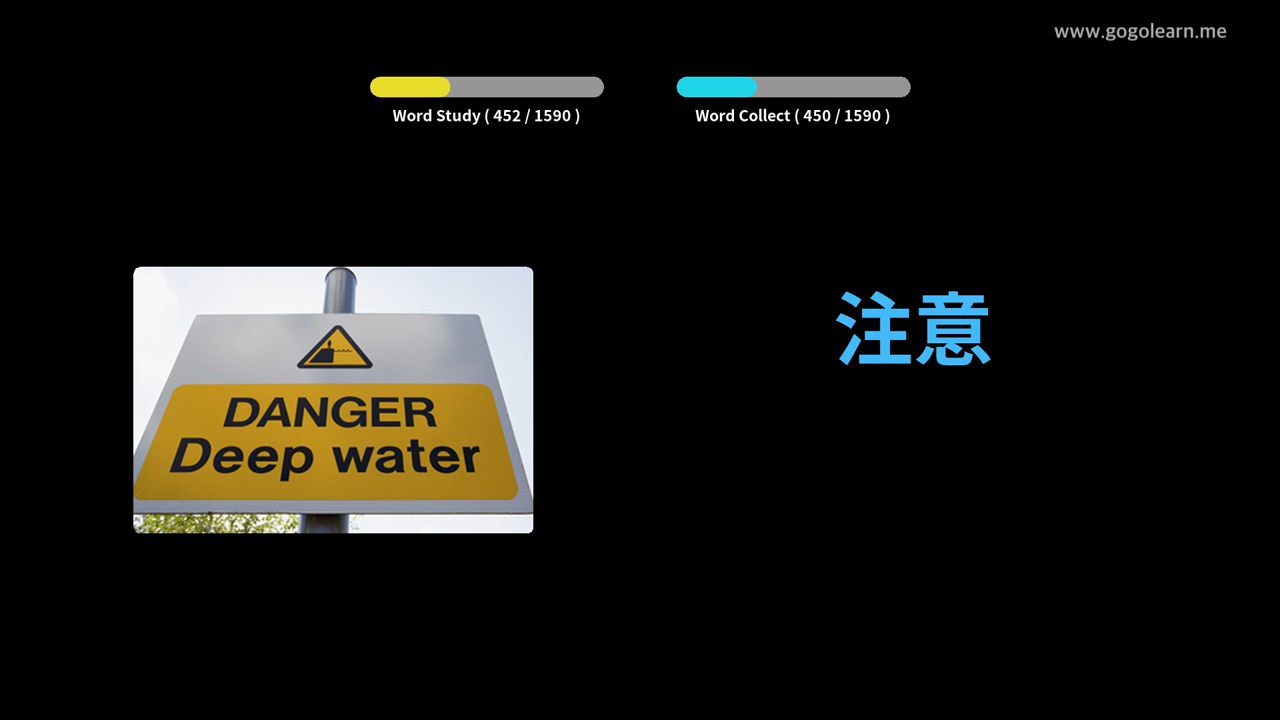 www.gogolearn.me
Word Study ( 452 / 1590 )
Word Collect ( 450 / 1590 )
DANGER
Deep water
注意